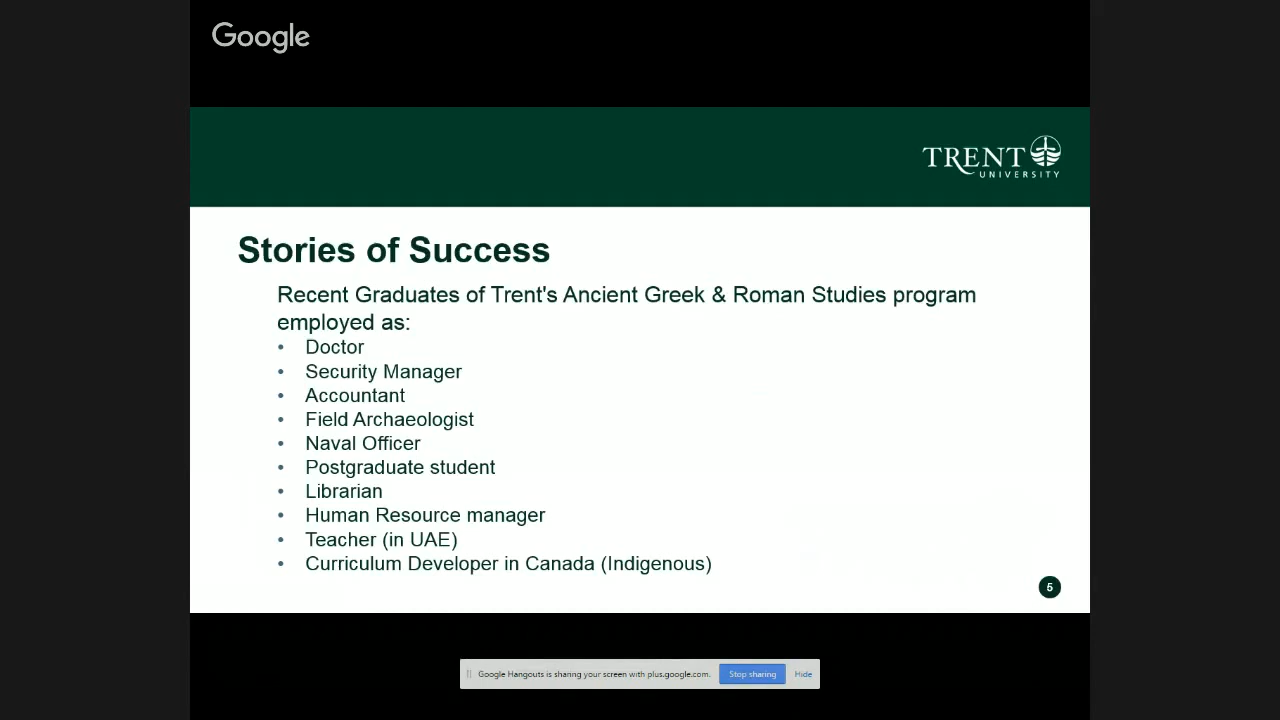 Google
TRENT
UNIVERSITY
Stories of Success
Recent Graduates of Trent's Ancient Greek & Roman Studies program
employed as:
• Doctor
• Security Manager
• Accountant
• Field Archaeologist
• Naval Officer
• Postgraduate student
• Librarian
• Human Resource manager
• Teacher (in UAE)
• Curriculum Developer in Canada (Indigenous)
5
Google Hangouts is sharing your screen with plus.google.com. Stop sharing Hide